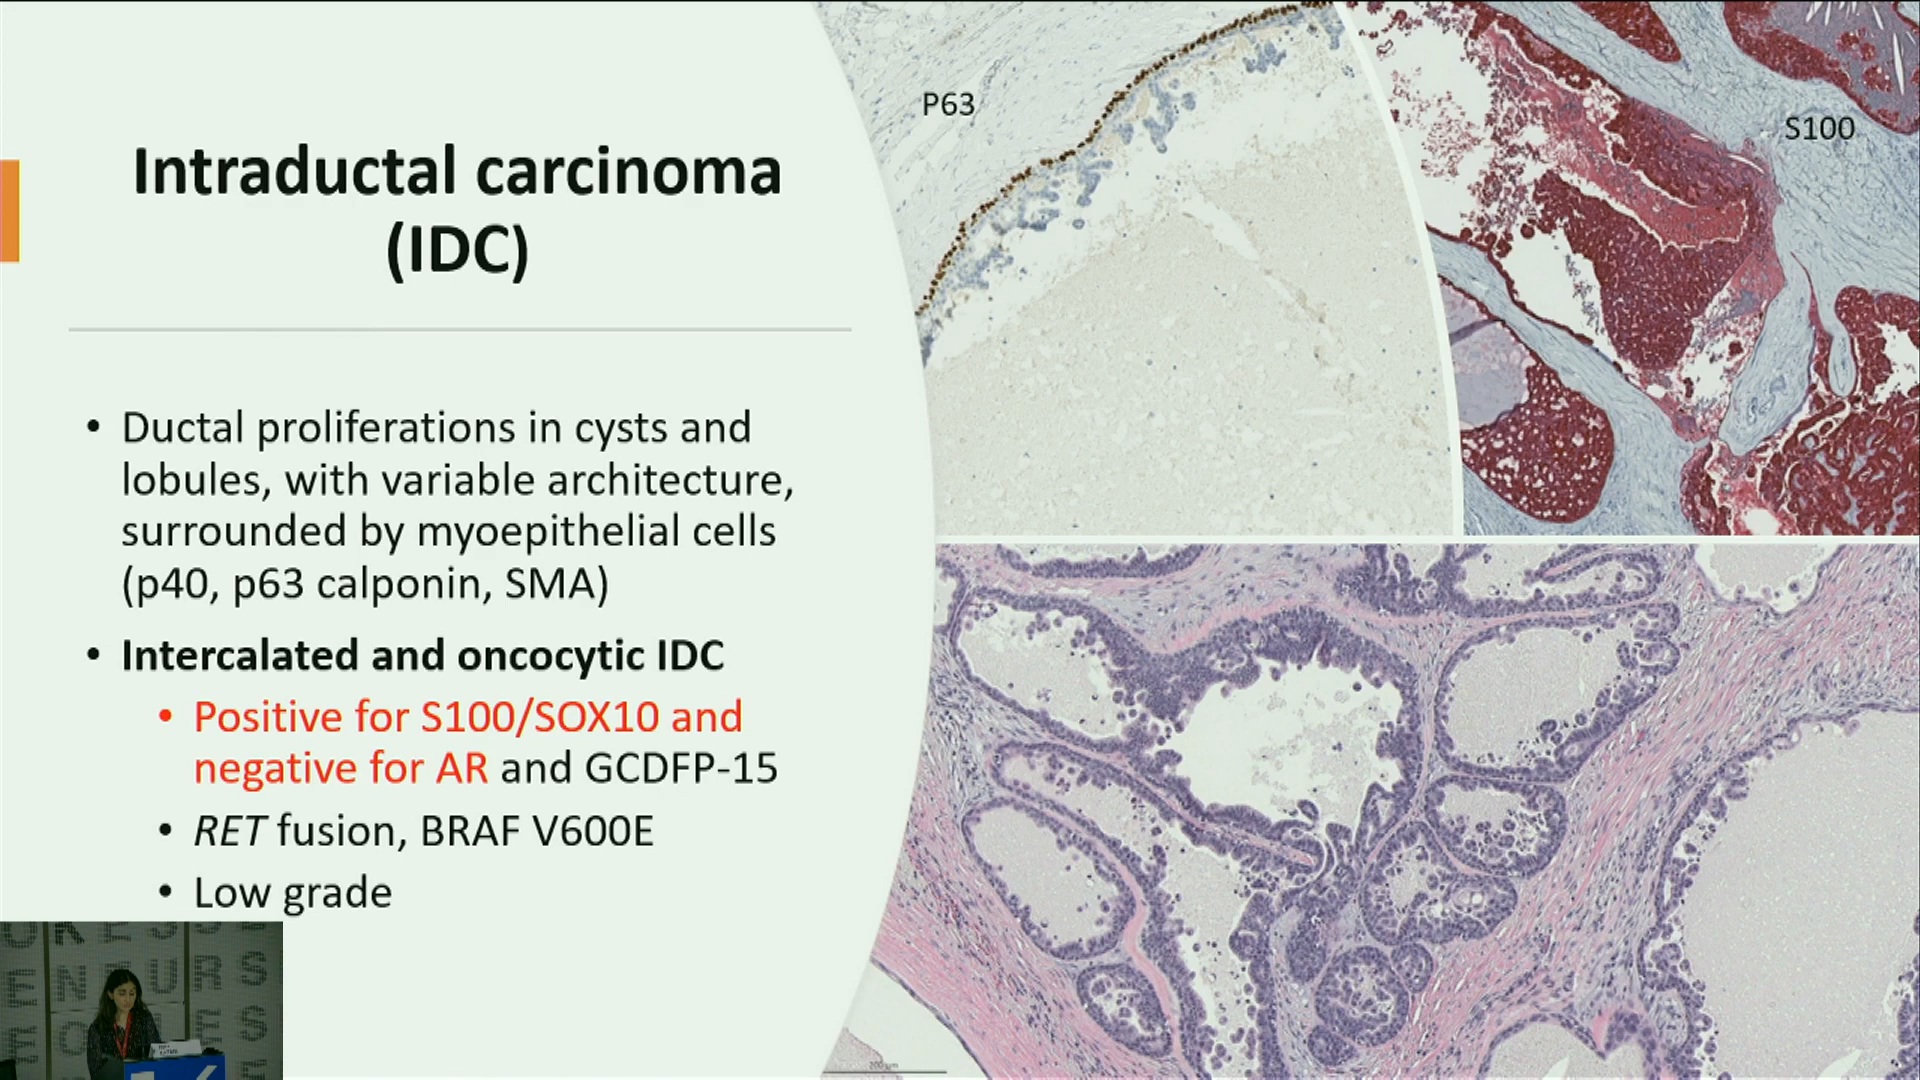 Intraductal carcinoma
(IDC)
• Ductal proliferations in cysts and
lobules, with variable architecture,
surrounded by myoepithelial cells
(p40, p63 calponin, SMA)
• Intercalated and oncocytic IDC
• Positive for S100/SOX10 and
negative for AR and GCDFP-15
• RET fusion, BRAF V600E
• Low grade
P63
S100
200 µm